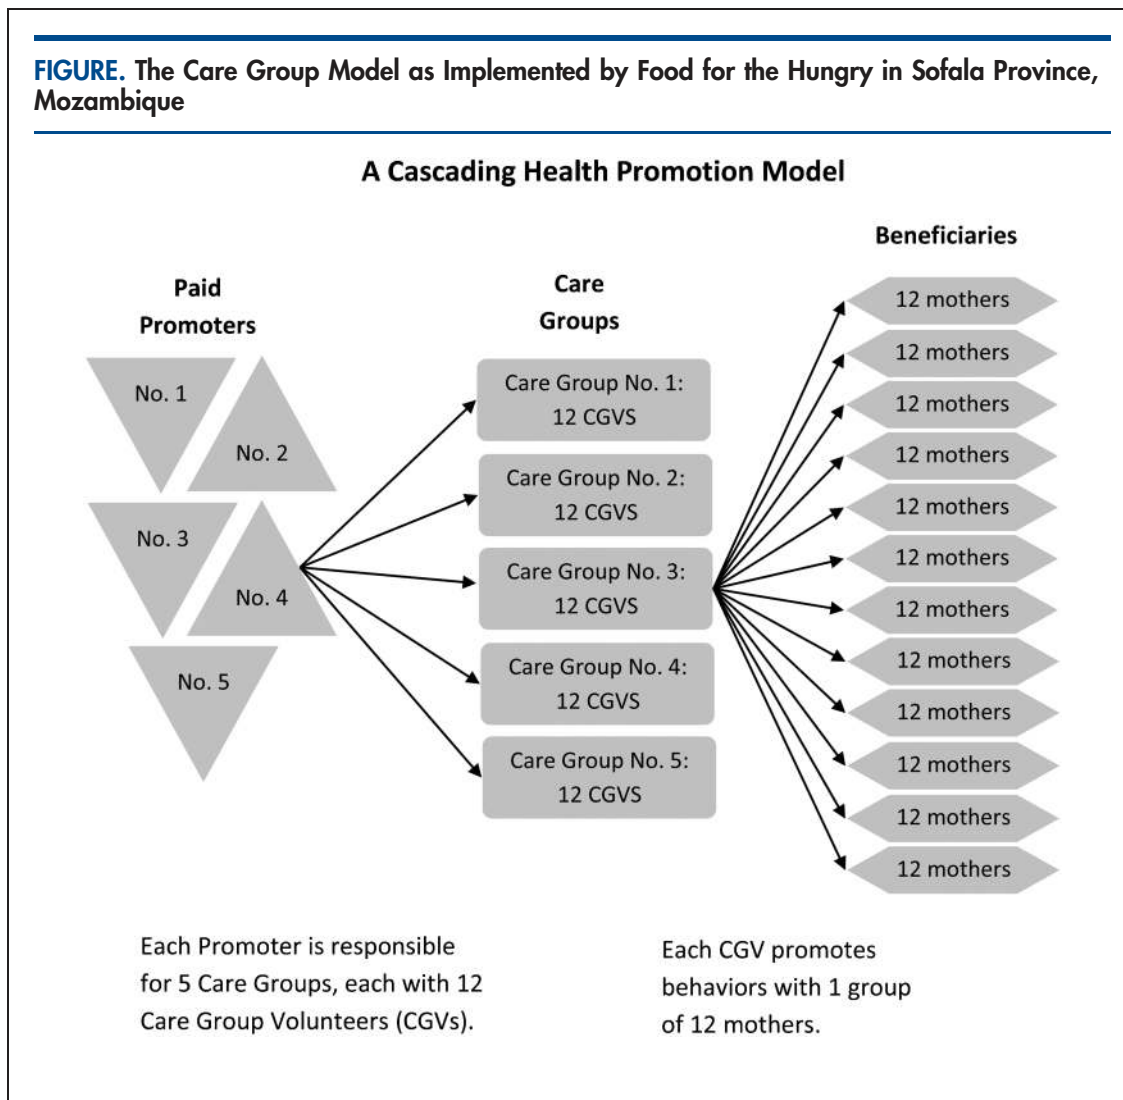 FIGURE. The Care Group Model as Implemented by Food for the Hungry in Sofala Province,
Mozambique
A Cascading Health Promotion Model
Paid
Promoters
No. 1
No. 2
No. 3
No. 4
No. 5
Care
Groups
Care Group No. 1:
12 CGVS
Care Group No. 2:
12 CGVS
Care Group No. 3:
12 CGVS
Care Group No. 4:
12 CGVS
Care Group No. 5:
12 CGVS
Beneficiaries
12 mothers
12 mothers
12 mothers
12 mothers
12 mothers
12 mothers
12 mothers
12 mothers
12 mothers
12 mothers
12 mothers
12 mothers
Each Promoter is responsible
for 5 Care Groups, each with 12
Care Group Volunteers (CGVs).
Each CGV promotes
behaviors with 1 group
of 12 mothers.